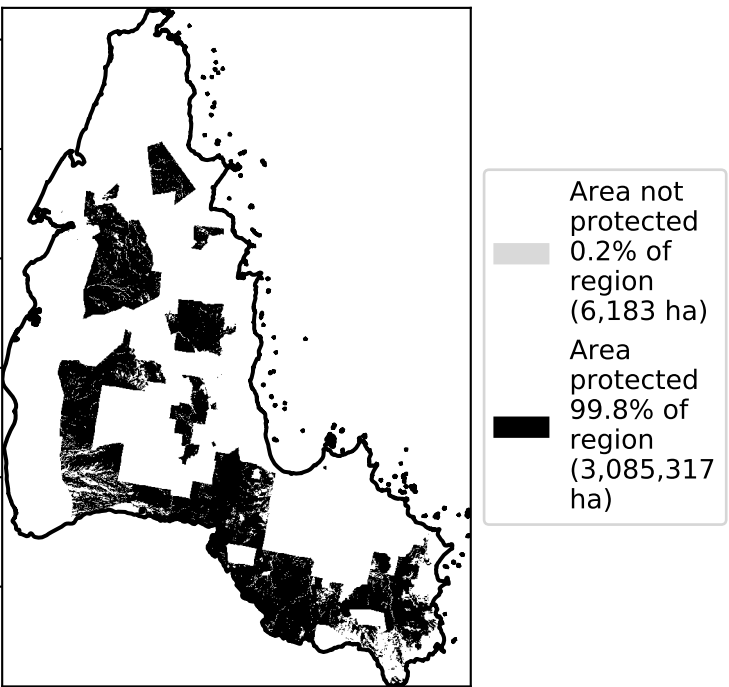 Area not
protected
0.2% of
region
(6,183 ha)
Area
protected
99.8% of
region
(3,085,317
ha)